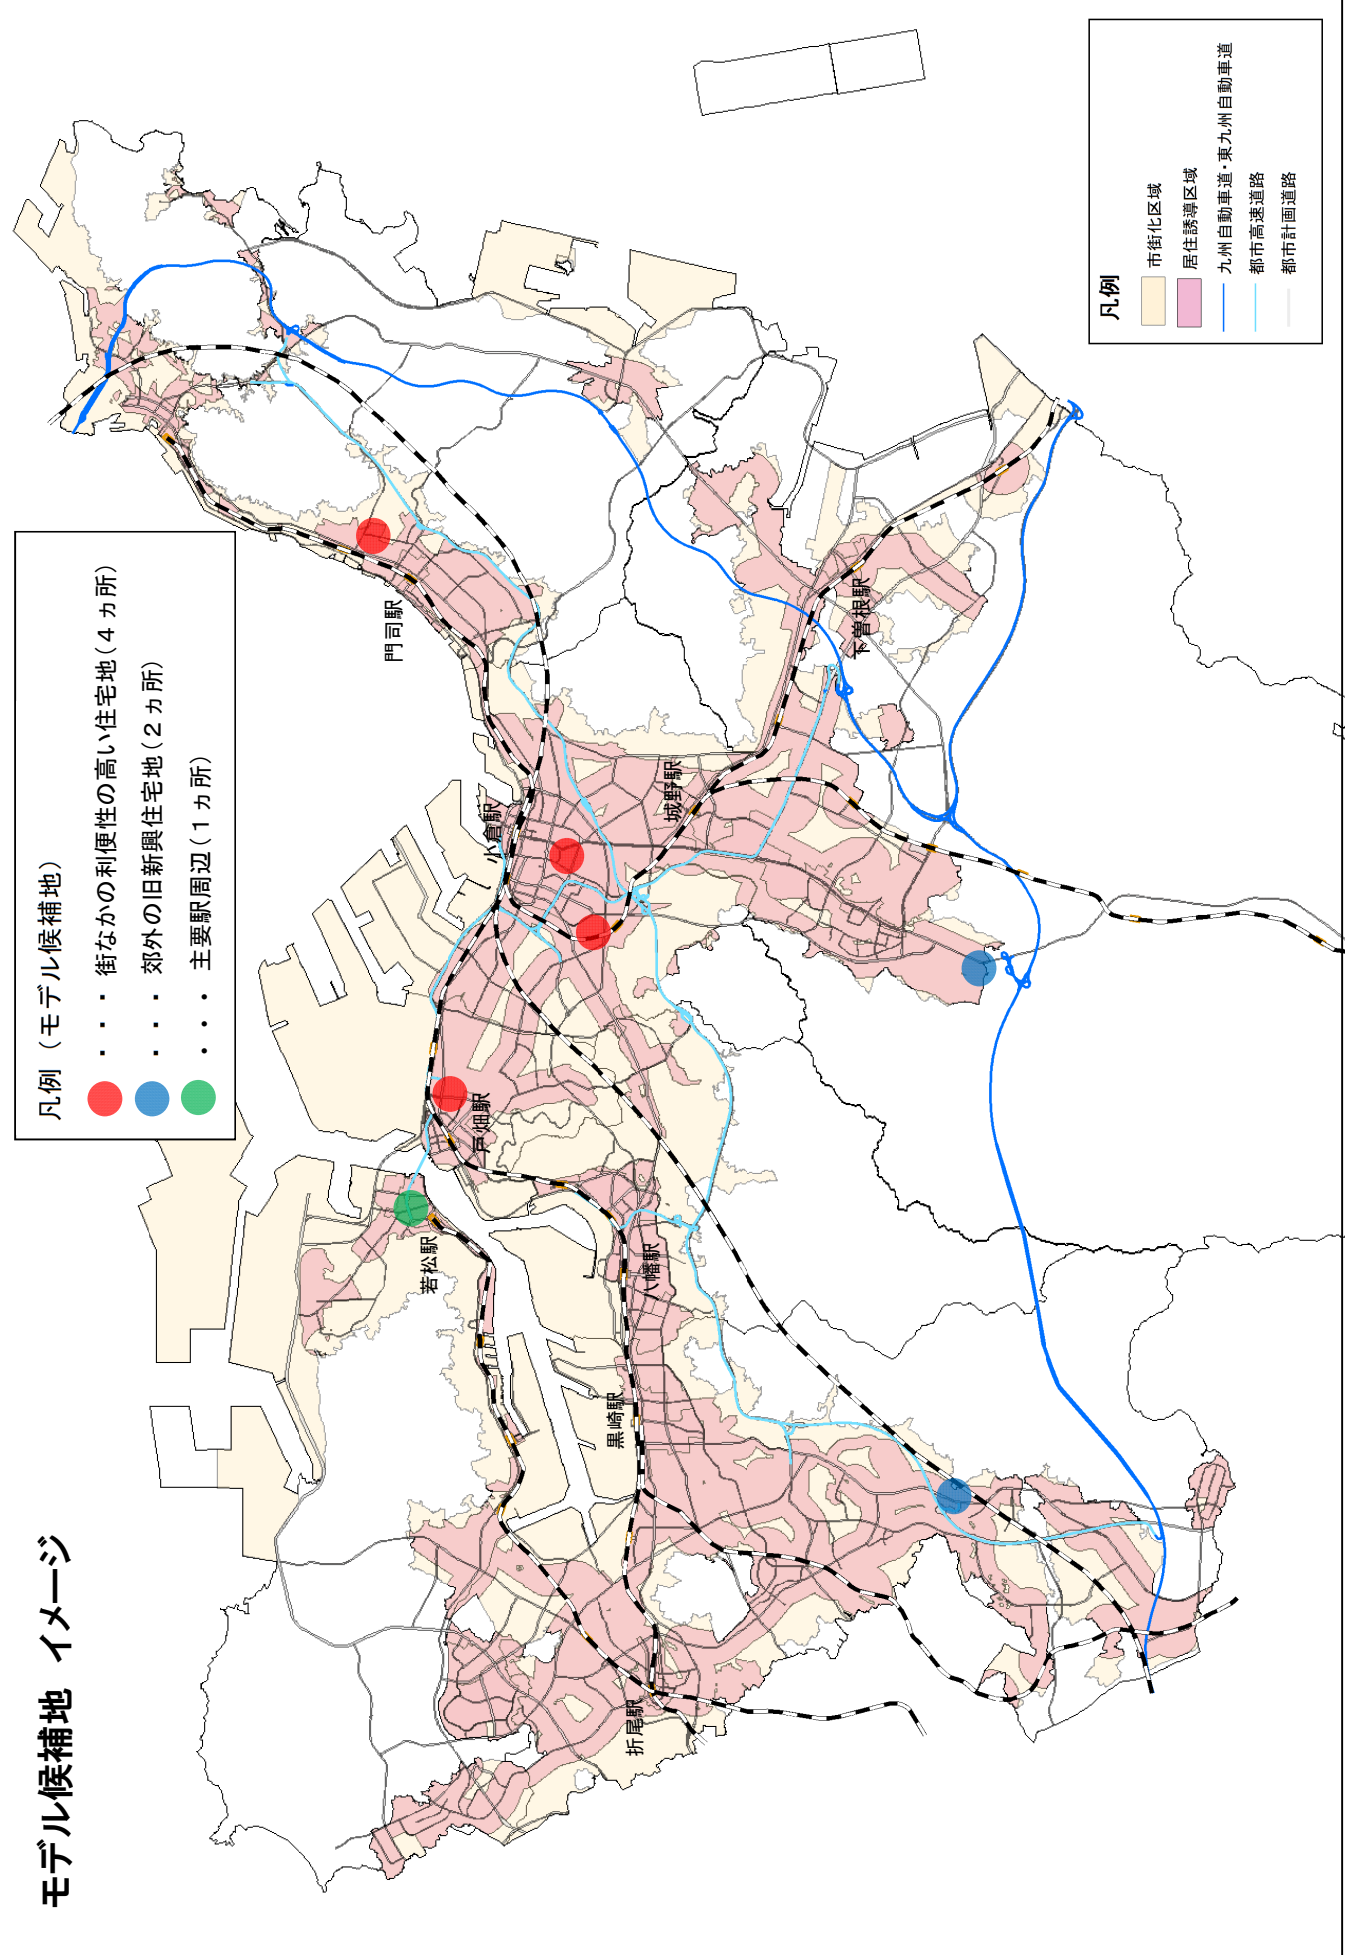 モデル候補地 イメージ
凡例 (モデル候補地)
・・・ 街なかの利便性の高い住宅地(4ヵ所)
・・・ 郊外の旧新興住宅地(2ヵ所)
・・・ 主要駅周辺(1ヵ所)
門司駅
小倉駅
城野駅
下曽根駅
戸畑駅
若松駅
八幡駅
黒崎駅
折尾駅
凡例
市街化区域
居住誘導区域
九州自動車道・東九州自動車道
都市高速道路
都市計画道路